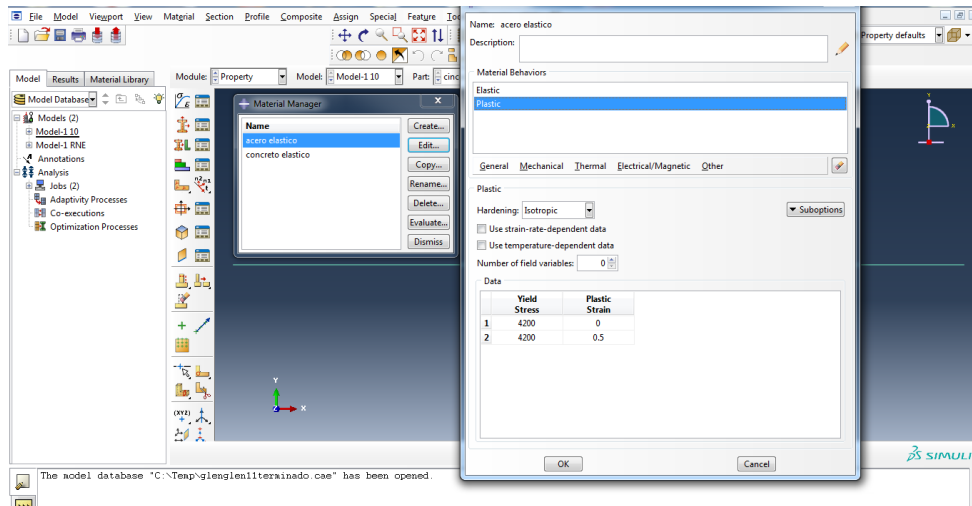 File Model Viewport View Material Section Profile Composite Assign Special Feature Too
Property defaults
Model Results Material Library
Module: Property Model: Model-1 10 Part: cinc
Model Database
Models (2)
Model-1 10
Model-1 RNE
Annotations
Analysis
Jobs (2)
Adaptivity Processes
Co-executions
Optimization Processes
Material Manager
Name
acero elastico
concreto elastico
Create...
Edit...
Copy...
Rename...
Delete...
Evaluate...
Dismiss
Name: acero elastico
Description:
Material Behaviors
Elastic
Plastic
General Mechanical Thermal Electrical/Magnetic Other
Plastic
Hardening: Isotropic Suboptions
Use strain-rate-dependent data
Use temperature-dependent data
Number of field variables: 0
Data
Yield Stress Plastic Strain
1 4200 0
2 4200 0.5
OK Cancel
Y
Z X
(XYZ)
SIMULI
The model database "C:\Temp\glenglen11terminado.cae" has been opened.